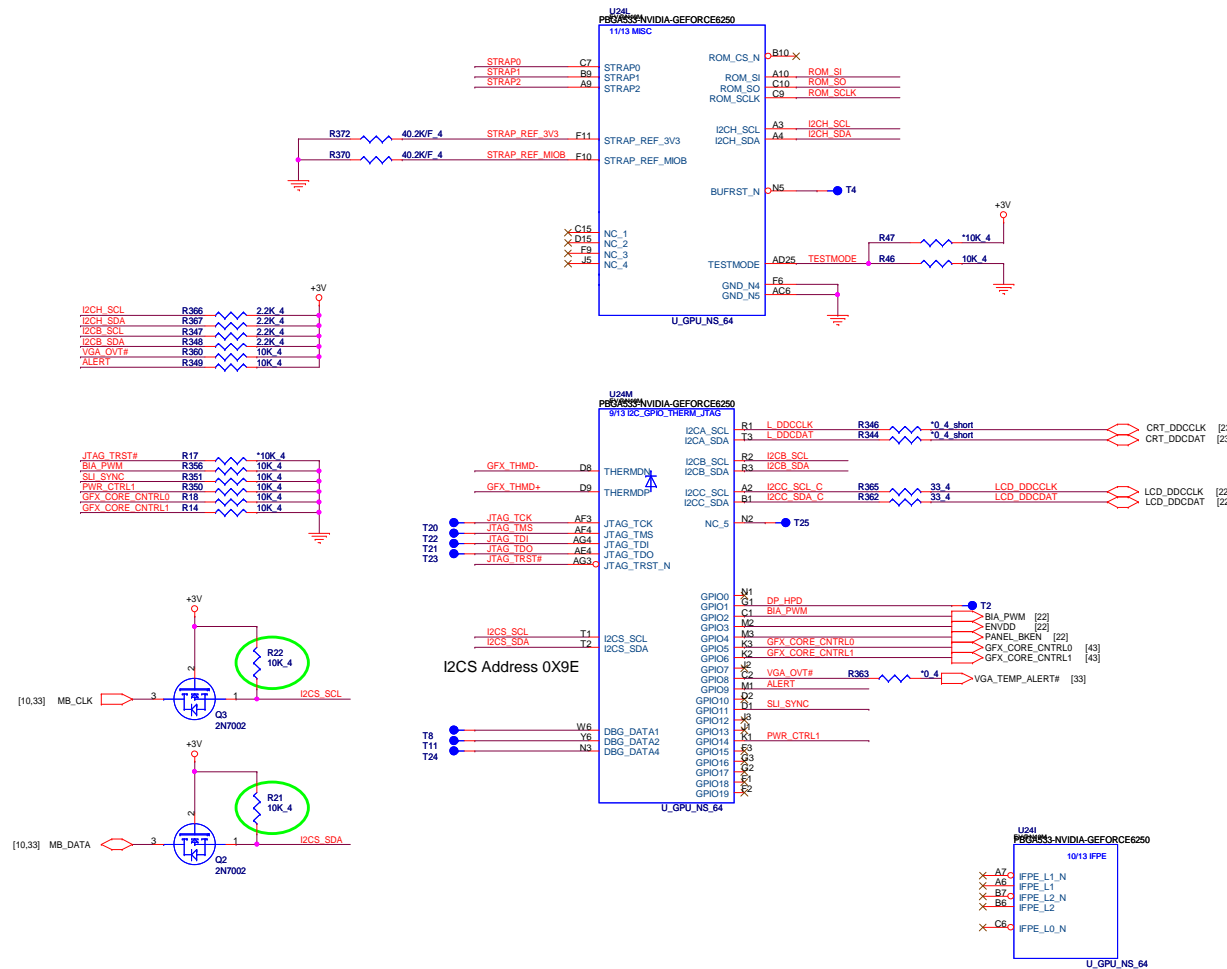 U24L
PBGA533-NVIDIA-GEFORCE6250
11/13 MISC
STRAP0 C7 STRAP0
STRAP1 B9 STRAP1
STRAP2 A9 STRAP2
R372 40.2K/F_4 STRAP_REF_3V3 F11 STRAP_REF_3V3
R370 40.2K/F_4 STRAP_REF_MIOB F10 STRAP_REF_MIOB
C15 NC_1
D15 NC_2
F9 NC_3
J5 NC_4
ROM_CS_N B10
ROM_SI A10 ROM_SI
ROM_SO C10 ROM_SO
ROM_SCLK C9 ROM_SCLK
I2CH_SCL A3 I2CH_SCL
I2CH_SDA A4 I2CH_SDA
BUFRST_N N5 T4
+3V
R47 *10K_4
TESTMODE AD25 TESTMODE R46 10K_4
GND_N4 F6
GND_N5 AC6
U_GPU_NS_64
+3V
I2CH_SCL R366 2.2K_4
I2CH_SDA R367 2.2K_4
I2CB_SCL R347 2.2K_4
I2CB_SDA R348 2.2K_4
VGA_OVT# R360 10K_4
ALERT R349 10K_4
JTAG_TRST# R17 *10K_4
BIA_PWM R356 10K_4
SLI_SYNC R351 10K_4
PWR_CTRL1 R350 10K_4
GFX_CORE_CNTRL0 R18 10K_4
GFX_CORE_CNTRL1 R14 10K_4
U24M
PBGA533-NVIDIA-GEFORCE6250
9/13 I2C_GPIO_THERM_JTAG
GFX_THMD- D8 THERMDN
GFX_THMD+ D9 THERMDP
T20 JTAG_TCK AF3 JTAG_TCK
T22 JTAG_TMS AF4 JTAG_TMS
T21 JTAG_TDI AG4 JTAG_TDI
T23 JTAG_TDO AE4 JTAG_TDO
JTAG_TRST# AG3 JTAG_TRST_N
I2CS_SCL T1 I2CS_SCL
I2CS_SDA T2 I2CS_SDA
I2CS Address 0X9E
T8 W6 DBG_DATA1
T11 Y6 DBG_DATA2
T24 N3 DBG_DATA4
I2CA_SCL R1 L_DDCCLK R346 *0_4_short CRT_DDCCLK
I2CA_SDA T3 L_DDCDAT R344 *0_4_short CRT_DDCDAT
I2CB_SCL R2 I2CB_SCL
I2CB_SDA R3 I2CB_SDA
I2CC_SCL A2 I2CC_SCL_C R365 33_4 LCD_DDCCLK LCD_DDCCLK [22
I2CC_SDA B1 I2CC_SDA_C R362 33_4 LCD_DDCDAT LCD_DDCDAT [22
NC_5 N2 T25
GPIO0 N1
GPIO1 G1 DP_HPD T2
GPIO2 C1 BIA_PWM BIA_PWM [22]
GPIO3 M2 ENVDD [22]
GPIO4 M3 PANEL_BKEN [22]
GPIO5 K3 GFX_CORE_CNTRL0 GFX_CORE_CNTRL0 [43]
GPIO6 K2 GFX_CORE_CNTRL1 GFX_CORE_CNTRL1 [43]
GPIO7 J2
GPIO8 C2 VGA_OVT# R363 *0_4 VGA_TEMP_ALERT# [33]
GPIO9 M1 ALERT
GPIO10 D2
GPIO11 D1 SLI_SYNC
GPIO12 J3
GPIO13 J1
GPIO14 K1 PWR_CTRL1
GPIO15 F3
GPIO16 G3
GPIO17 G2
GPIO18 F1
GPIO19 F2
U_GPU_NS_64
+3V
R22
10K_4
2
[10,33] MB_CLK 3 1 I2CS_SCL
Q3
2N7002
+3V
R21
10K_4
2
[10,33] MB_DATA 3 1 I2CS_SDA
Q2
2N7002
U24I
PBGA533-NVIDIA-GEFORCE6250
10/13 IFPE
A7 IFPE_L1_N
A6 IFPE_L1
B7 IFPE_L2_N
B6 IFPE_L2
C6 IFPE_L0_N
U_GPU_NS_64